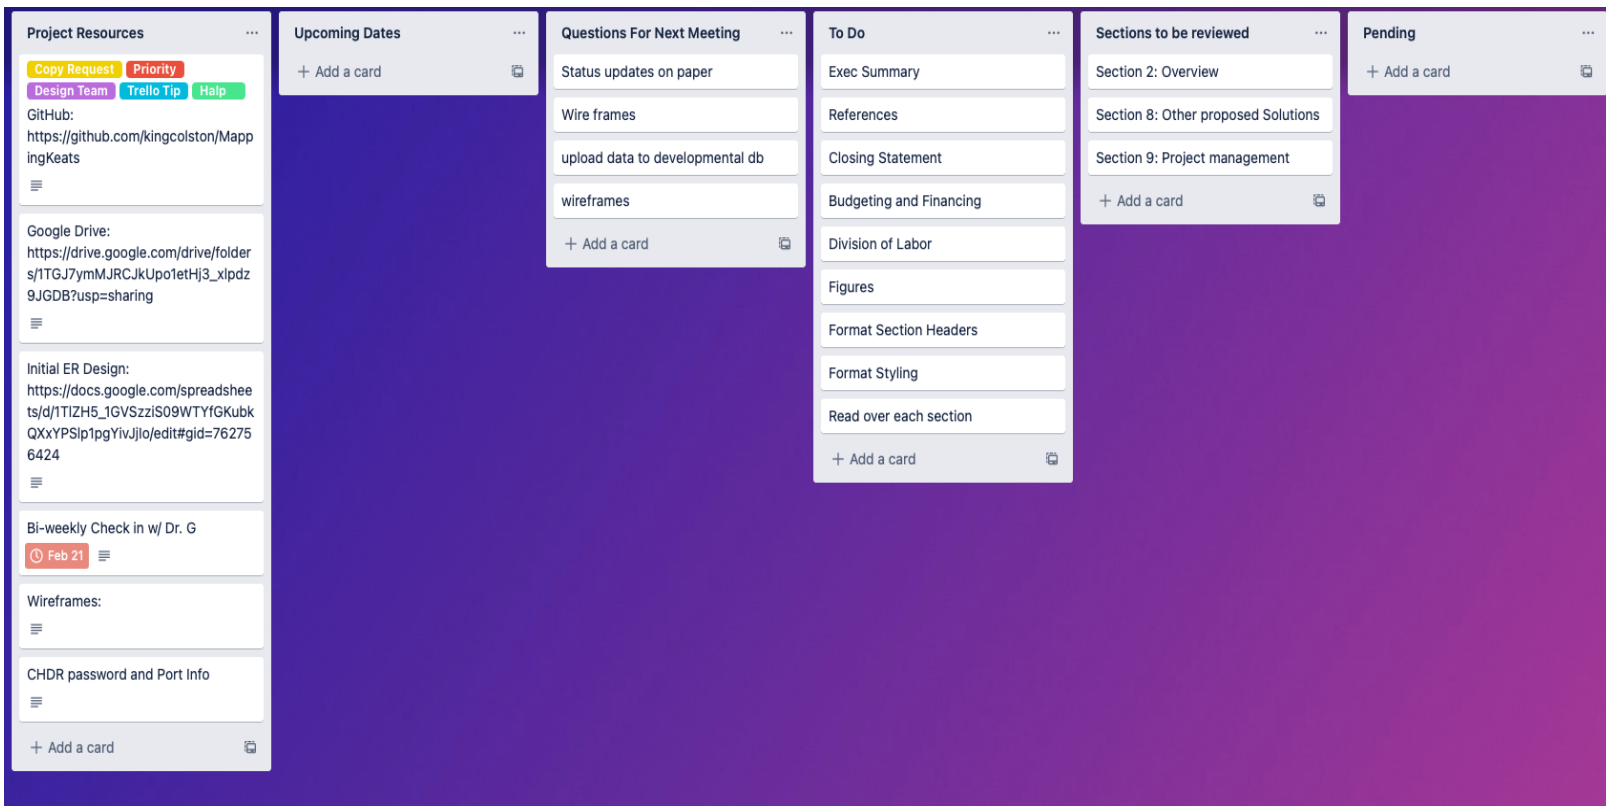 Project Resources
Copy Request Priority
Design Team Trello Tip Halp
GitHub:
https://github.com/kingcolston/Mapp
ingKeats
Google Drive:
https://drive.google.com/drive/folder
s/1TGJ7ymMJRCJkUpo1etHj3_xlpdz
9JGDB?usp=sharing
Initial ER Design:
https://docs.google.com/spreadshee
ts/d/1TlZH5_1GVSzziS09WTYfGKubk
QXxYPSlp1pgYivJjlo/edit#gid=76275
6424
Bi-weekly Check in w/ Dr. G
Feb 21
Wireframes:
CHDR password and Port Info
+ Add a card
Upcoming Dates
+ Add a card
Questions For Next Meeting
Status updates on paper
Wire frames
upload data to developmental db
wireframes
+ Add a card
To Do
Exec Summary
References
Closing Statement
Budgeting and Financing
Division of Labor
Figures
Format Section Headers
Format Styling
Read over each section
+ Add a card
Sections to be reviewed
Section 2: Overview
Section 8: Other proposed Solutions
Section 9: Project management
+ Add a card
Pending
+ Add a card